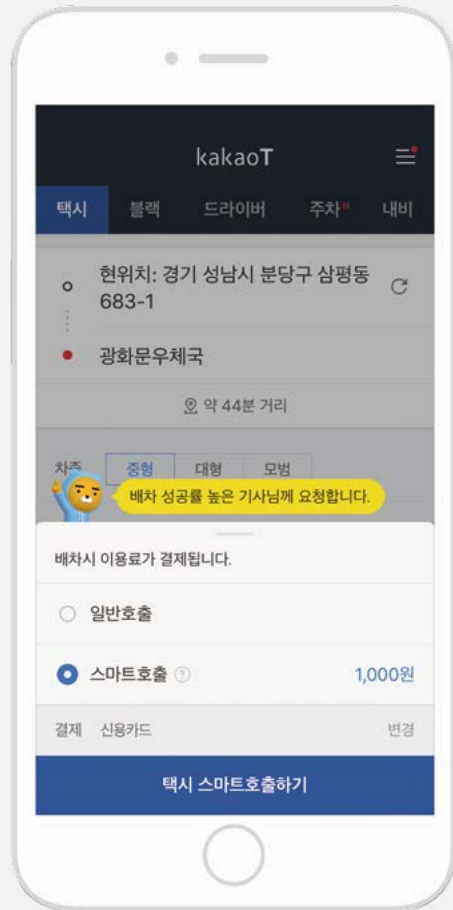 kakaoT
택시 블랙 드라이버 주차N 내비
현위치: 경기 성남시 분당구 삼평동
683-1
광화문우체국
약 44분 거리
차종 중형 대형 모범
배차 성공률 높은 기사님께 요청합니다.
배차시 이용료가 결제됩니다.
일반호출
스마트호출 ? 1,000원
결제 신용카드 변경
택시 스마트호출하기